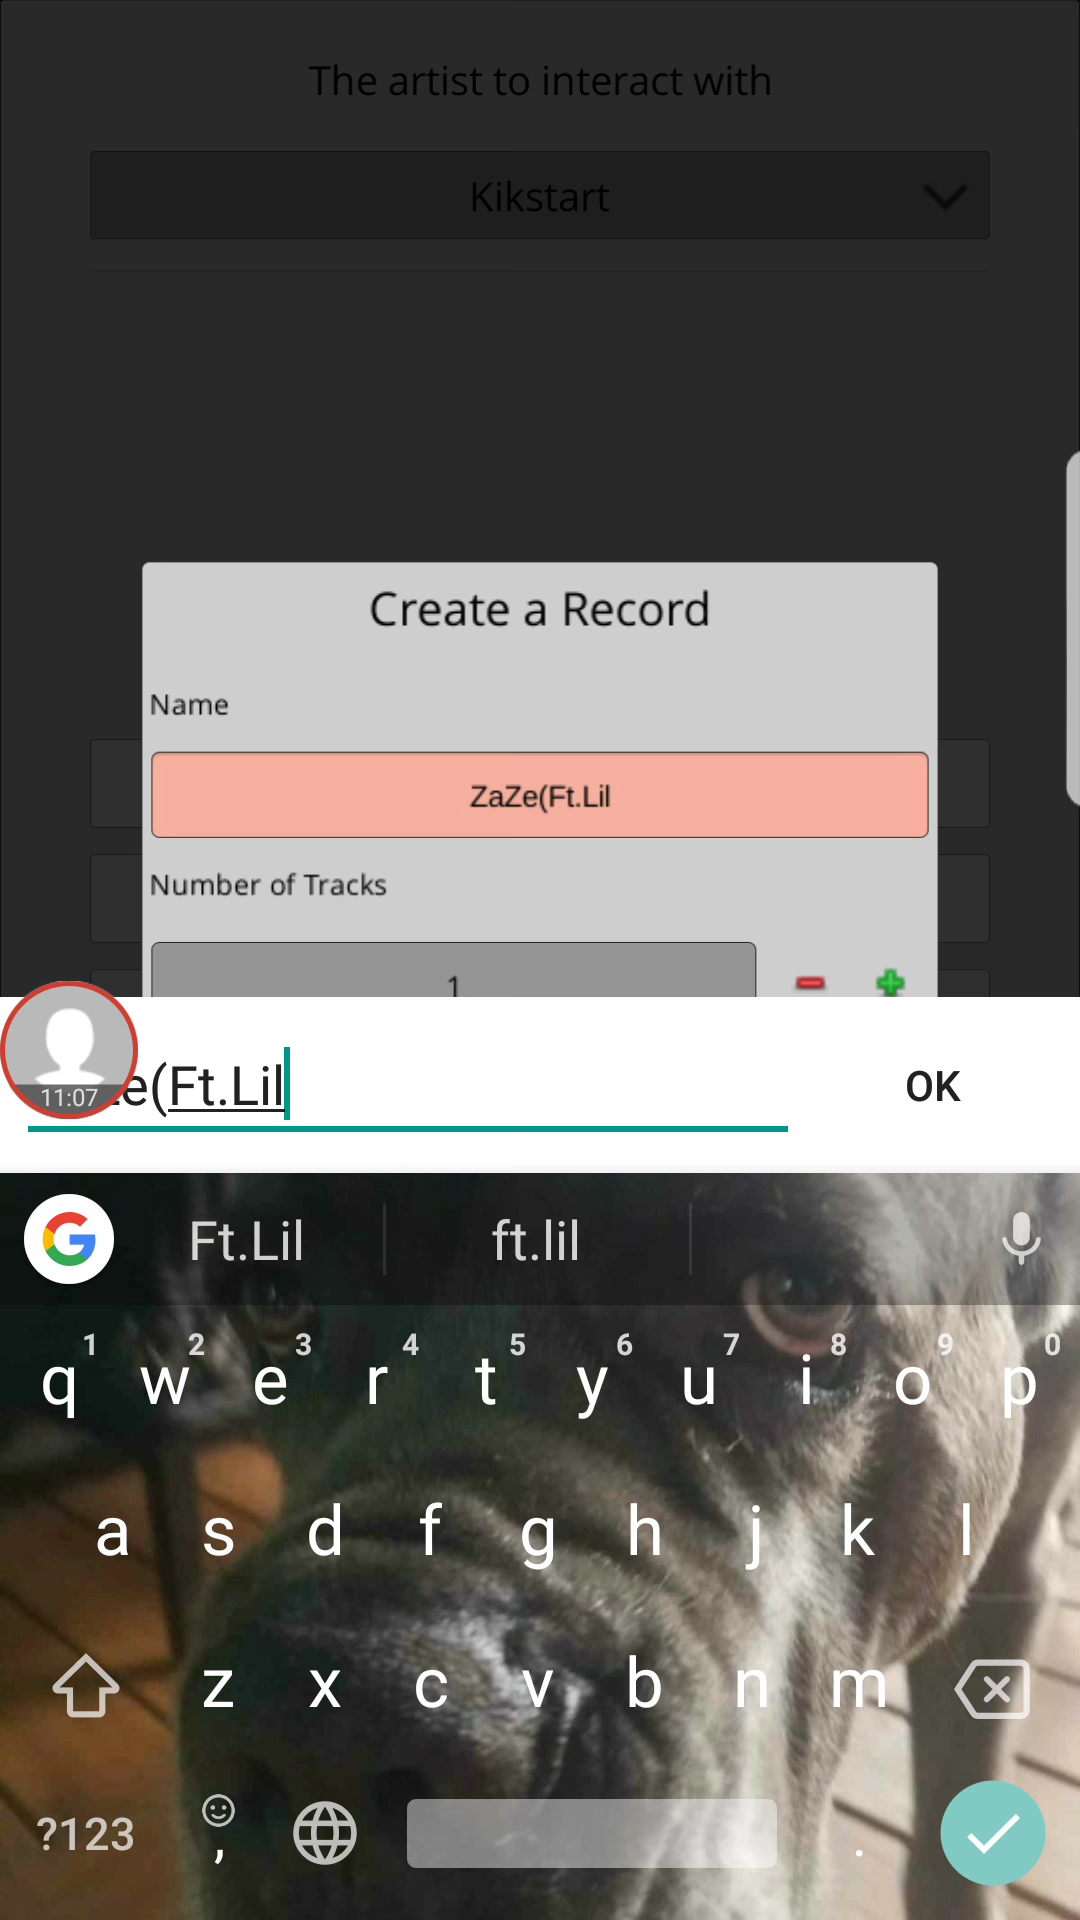 The artist to interact with
Kikstart
Create a Record
Name
ZaZe(Ft.Lil
Number of Tracks
1
11:07
e(Ft.Lil
OK
Ft.Lil
ft.lil
1 2 3 4 5 6 7 8 9 0
q w e r t y u i o p
a s d f g h j k l
z x c v b n m
?123 , .